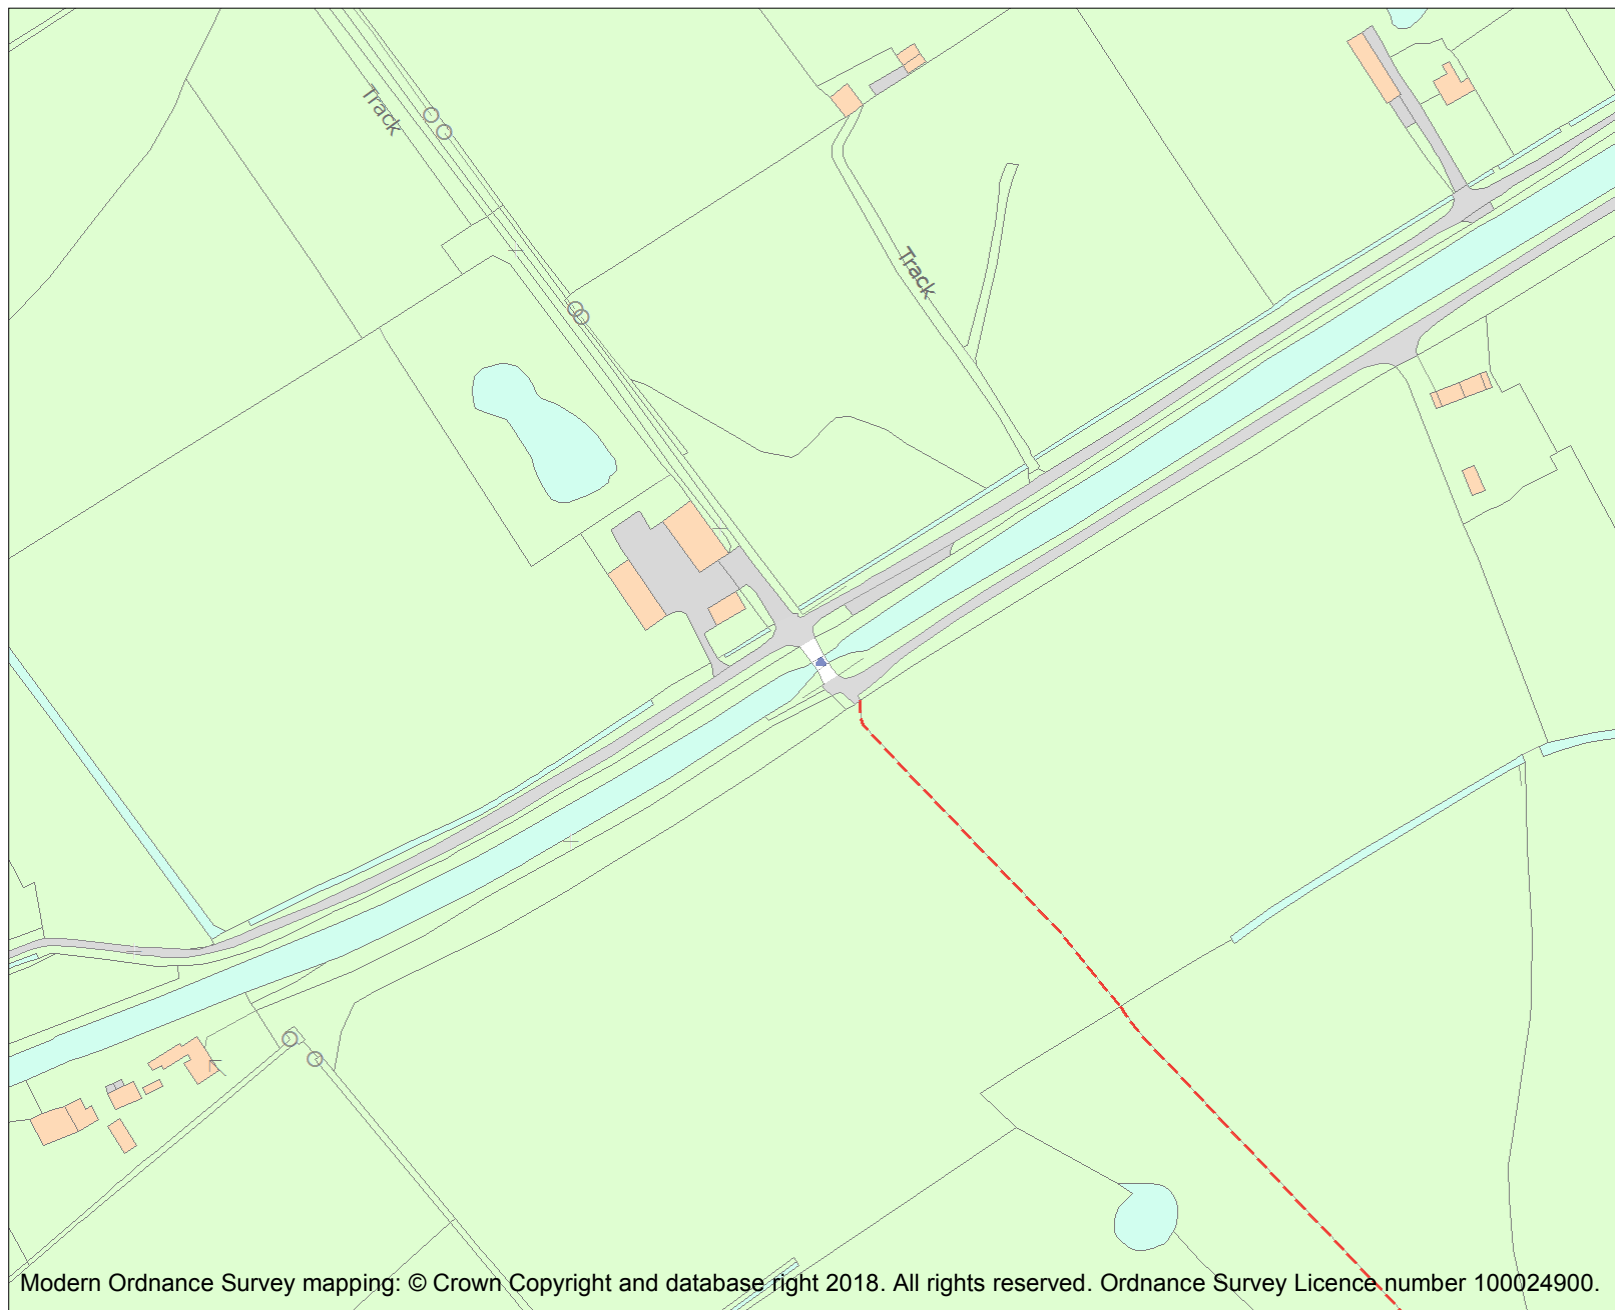 Track
Track
Modern Ordnance Survey mapping: © Crown Copyright and database right 2018. All rights reserved. Ordnance Survey Licence number 100024900.